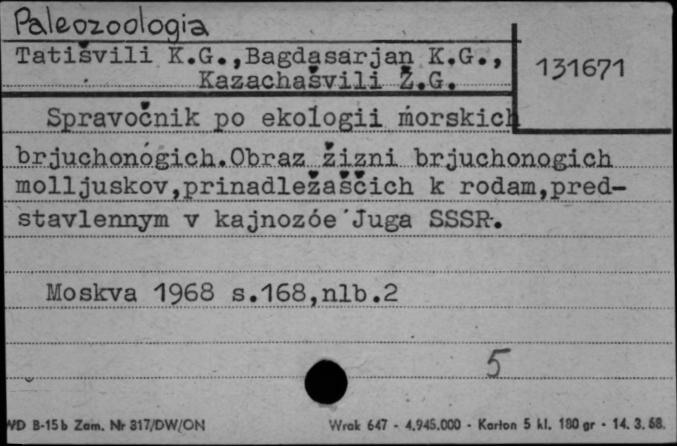 Paleozoologia
Tatišvili K.G.,Bagdasarjan K.G.,
Kazachašvili Ž.G.
131671
Spravočnik po ekologii morskich
brjuchonógich.Obraz žizni brjuchonogich
molljuskov,prinadležaščich k rodam,pred-
stavlennym v kajnozóe Juga SSSR.
Moskva 1968 s.168,nlb.2
5
WD B-15b Zam. Nr 317/DW/ON
Wrak 647 - 4.945.000 - Karton 5 kl. 180 gr - 14. 3. 68.